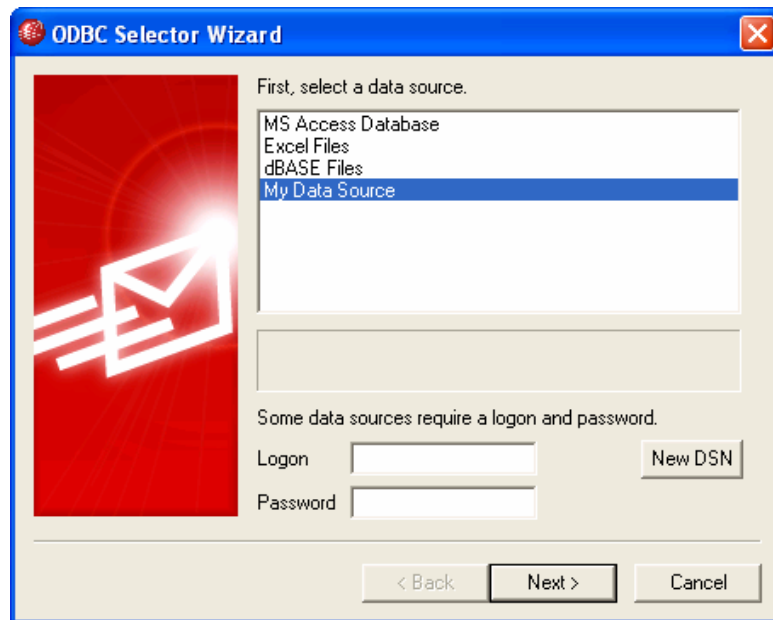 ODBC Selector Wizard
First, select a data source.
MS Access Database
Excel Files
dBASE Files
My Data Source
Some data sources require a logon and password.
Logon
New DSN
Password
< Back
Next >
Cancel